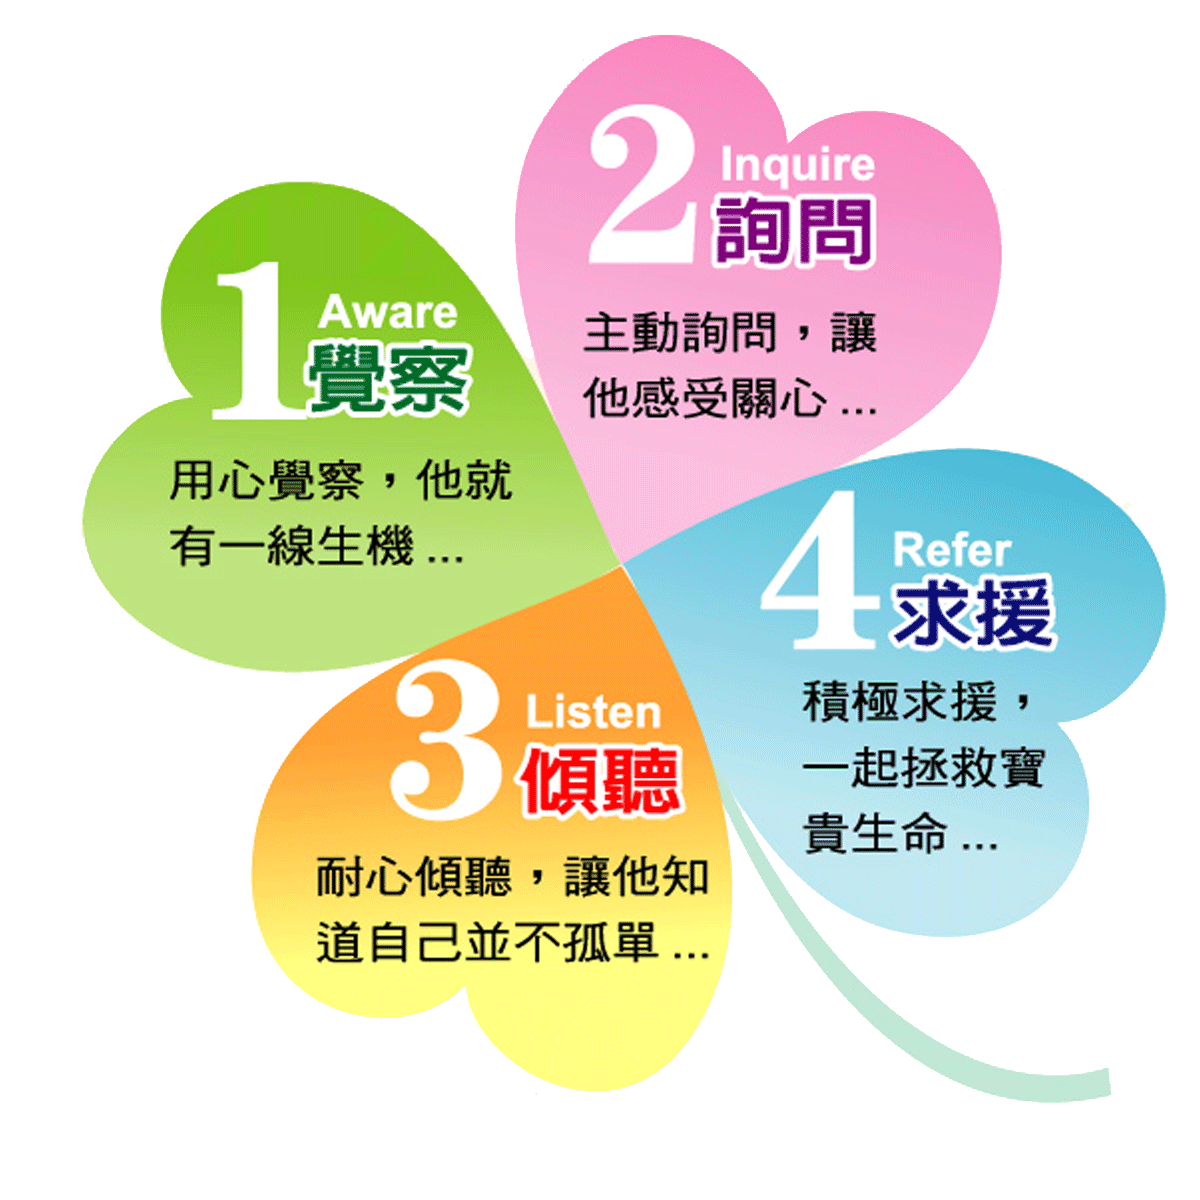 1
Aware
覺察
用心覺察，他就
有一線生機...
2
Inquire
詢問
主動詢問，讓
他感受關心...
3
Listen
傾聽
耐心傾聽，讓他知
道自己並不孤單...
4
Refer
求援
積極求援，
一起拯救寶
貴生命...